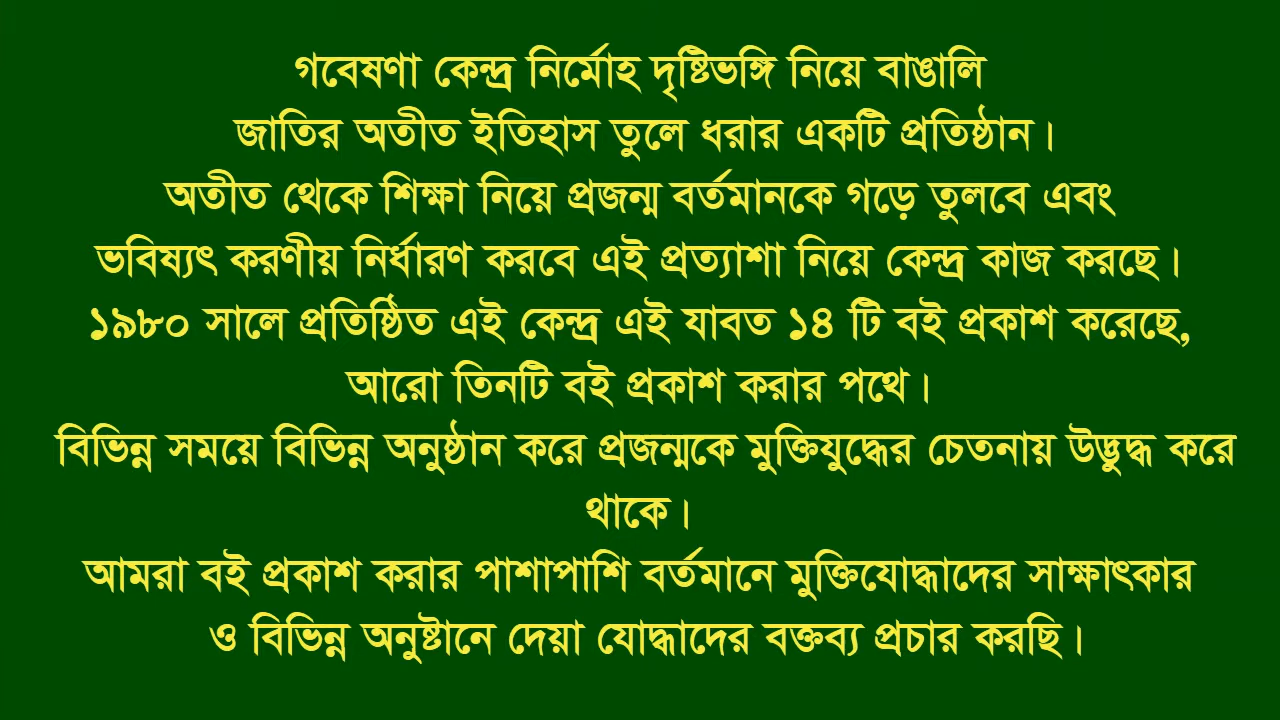 গবেষণা কেন্দ্র নির্মোহ দৃষ্টিভঙ্গি নিয়ে বাঙালি
জাতির অতীত ইতিহাস তুলে ধরার একটি প্রতিষ্ঠান।
অতীত থেকে শিক্ষা নিয়ে প্রজন্ম বর্তমানকে গড়ে তুলবে এবং
ভবিষ্যৎ করণীয় নির্ধারণ করবে এই প্রত্যাশা নিয়ে কেন্দ্র কাজ করছে।
১৯৮০ সালে প্রতিষ্ঠিত এই কেন্দ্র এই যাবত ১৪ টি বই প্রকাশ করেছে,
আরো তিনটি বই প্রকাশ করার পথে।
বিভিন্ন সময়ে বিভিন্ন অনুষ্ঠান করে প্রজন্মকে মুক্তিযুদ্ধের চেতনায় উদ্ভুদ্ধ করে
থাকে।
আমরা বই প্রকাশ করার পাশাপাশি বর্তমানে মুক্তিযোদ্ধাদের সাক্ষাৎকার
ও বিভিন্ন অনুষ্টানে দেয়া যোদ্ধাদের বক্তব্য প্রচার করছি।